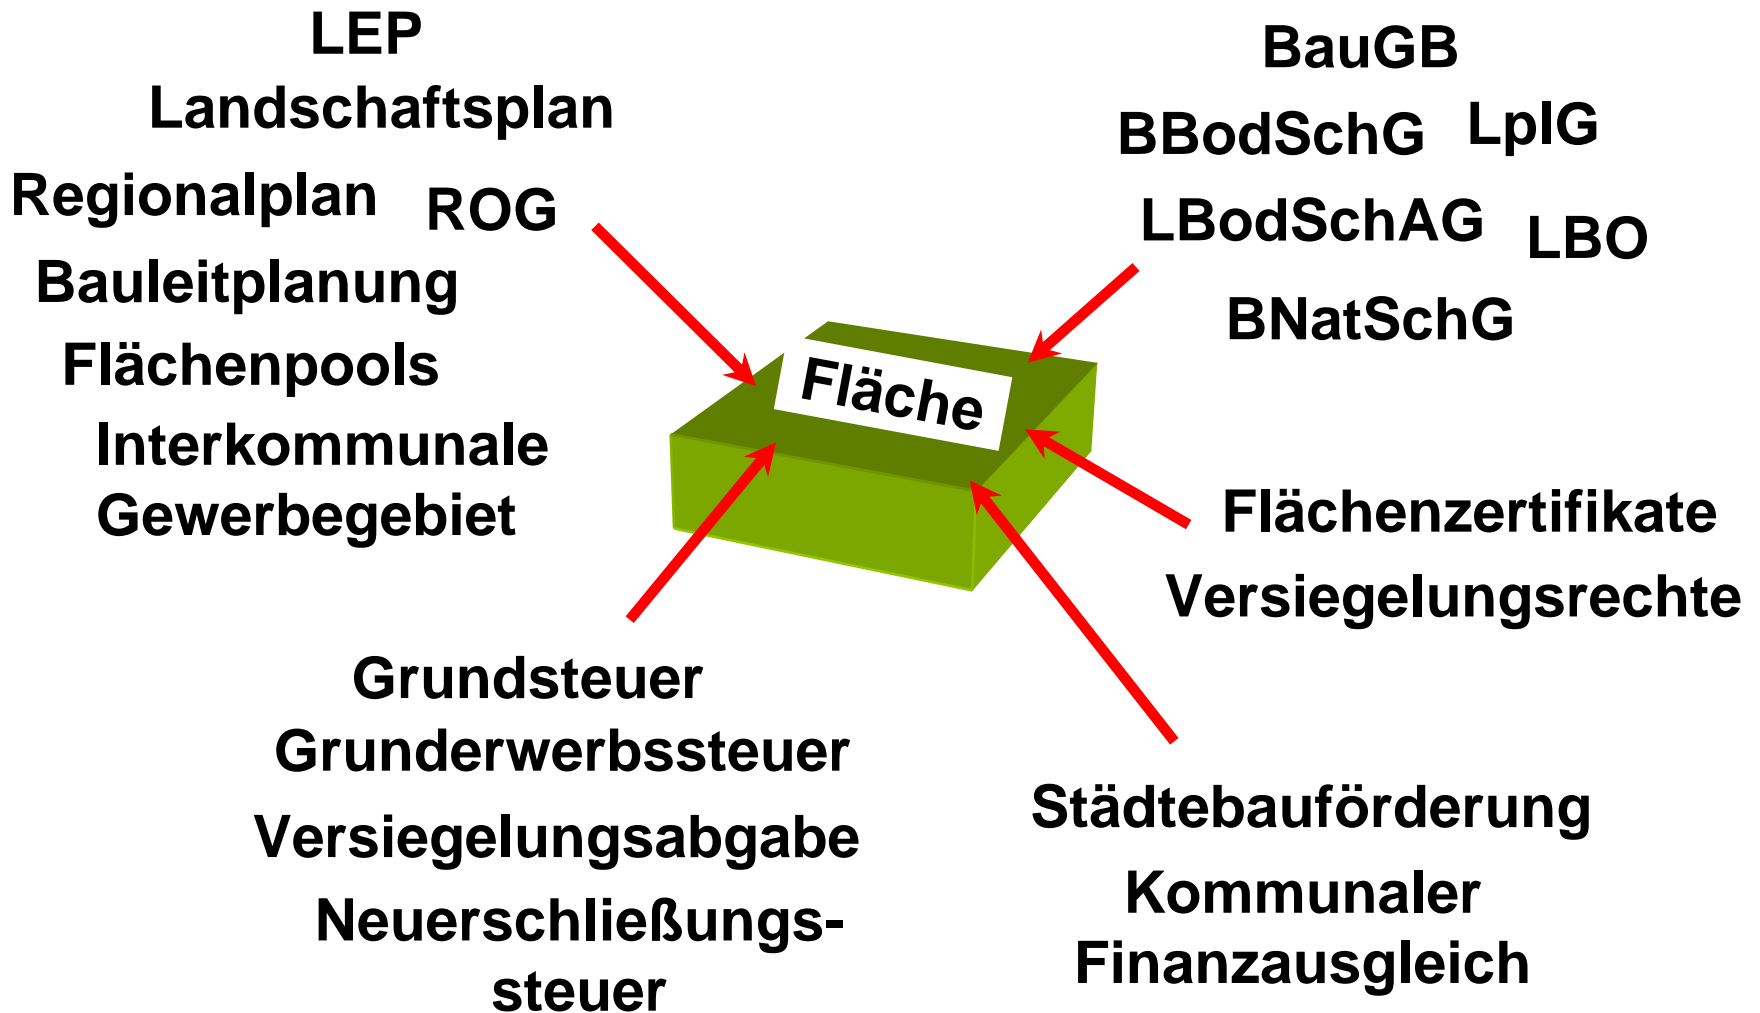 LEP
Landschaftsplan
Regionalplan ROG
Bauleitplanung
Flächenpools
Interkommunale
Gewerbegebiet
BauGB
BBodSchG LplG
LBodSchAG LBO
BNatSchG
Fläche
Flächenzertifikate
Versiegelungsrechte
Grundsteuer
Grunderwerbssteuer
Versiegelungsabgabe
Neuerschließungs-
steuer
Städtebauförderung
Kommunaler
Finanzausgleich